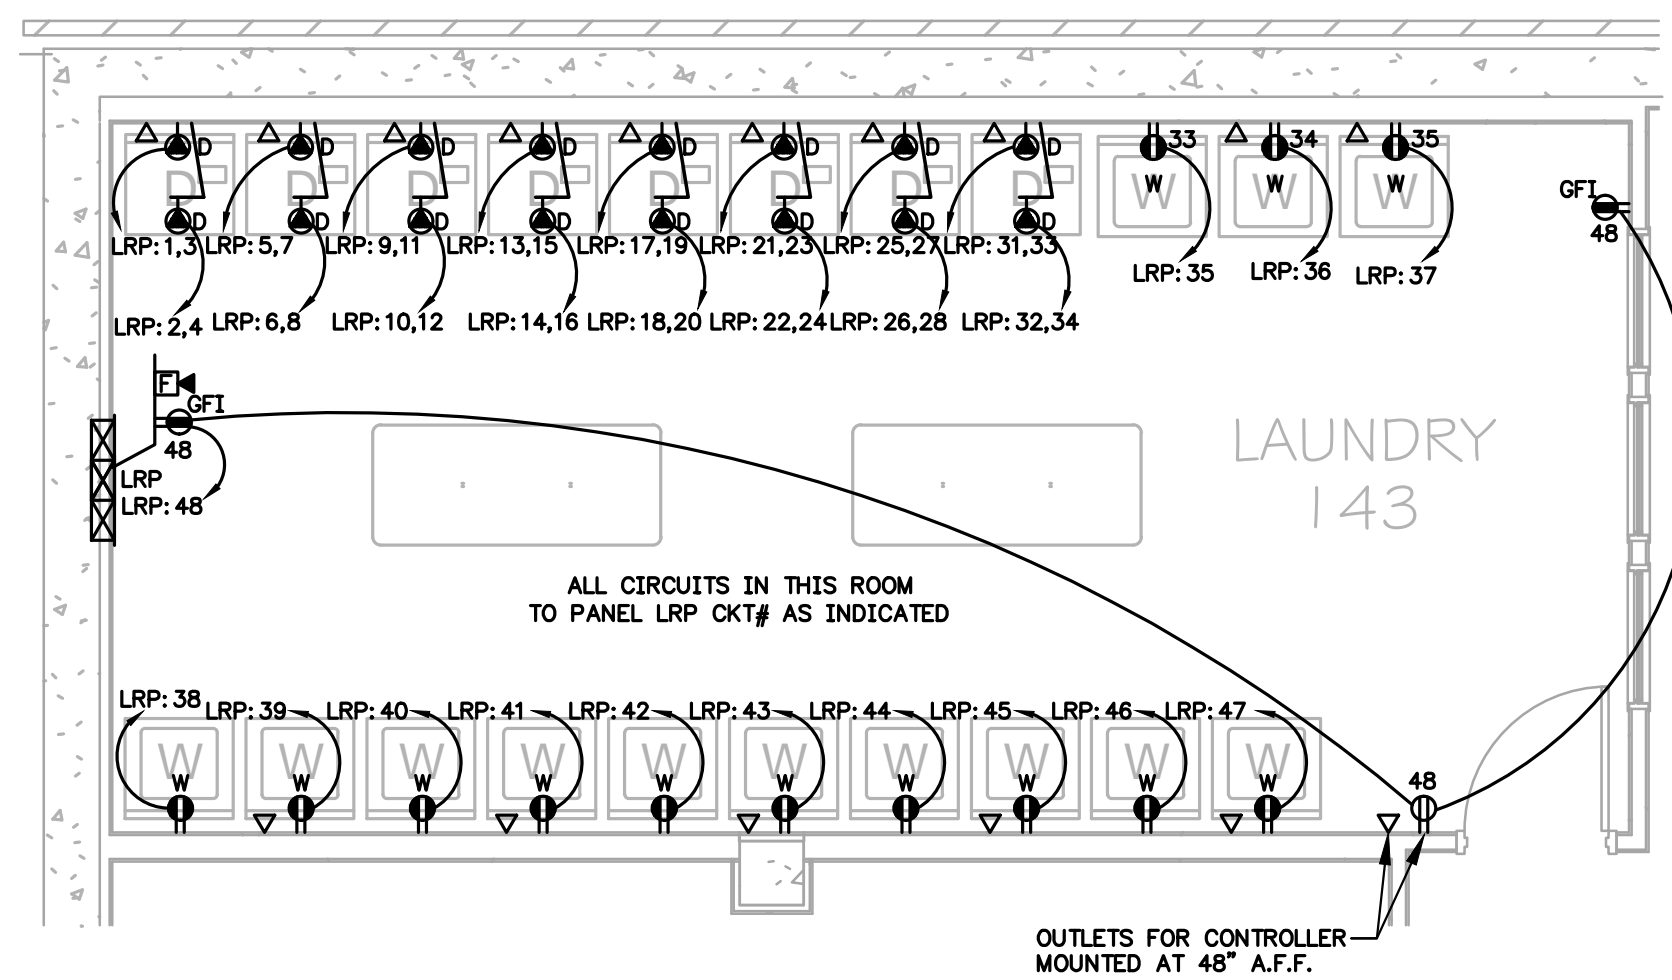 D D D D D D D D 33 34 35
D D D D D D D D W W W
W W W
GFI
48
D D D D D D D D
LRP: 1,3 LRP: 5,7 LRP: 9,11 LRP: 13,15 LRP: 17,19 LRP: 21,23 LRP: 25,27 LRP: 31,33
LRP: 35 LRP: 36 LRP: 37
LRP: 2,4 LRP: 6,8 LRP: 10,12 LRP: 14,16 LRP: 18,20 LRP: 22,24 LRP: 26,28 LRP: 32,34
F
GFI
48
LRP
LRP: 48
LAUNDRY
143
ALL CIRCUITS IN THIS ROOM
TO PANEL LRP CKT# AS INDICATED
LRP: 38 LRP: 39 LRP: 40 LRP: 41 LRP: 42 LRP: 43 LRP: 44 LRP: 45 LRP: 46 LRP: 47
W W W W W W W W W W
W W W W W W W W W W
48
OUTLETS FOR CONTROLLER
MOUNTED AT 48" A.F.F.